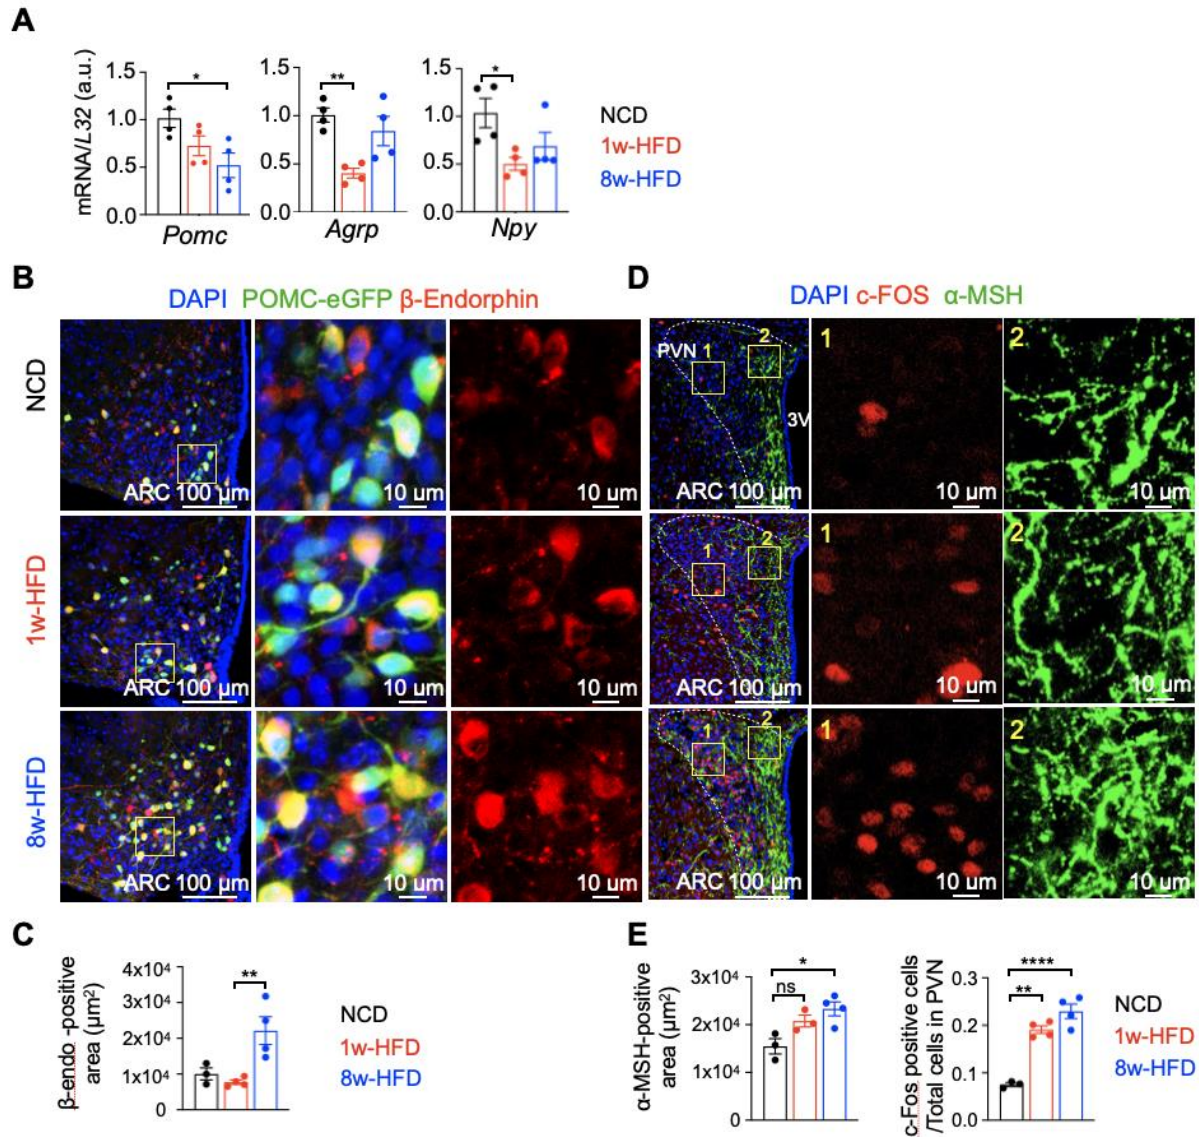 A
mRNA/L32 (a.u.)
1.5
1.0
0.5
0.0
*
Pomc
1.5
1.0
0.5
0.0
**
Agrp
1.5
1.0
0.5
0.0
*
Npy
NCD
1w-HFD
8w-HFD
B
DAPI POMC-eGFP β-Endorphin
NCD
ARC 100 µm
10 um
10 um
1w-HFD
ARC 100 µm
10 um
10 um
8w-HFD
ARC 100 µm
10 um
10 um
D
DAPI c-FOS α-MSH
PVN 1 2
3V
ARC 100 µm
1
10 um
2
10 um
1 2
ARC 100 µm
1
10 um
2
10 um
1 2
ARC 100 µm
1
10 um
2
10 um
C
β-endo -positive
area (µm²)
4x10⁴
3x10⁴
2x10⁴
1x10⁴
0
**
NCD
1w-HFD
8w-HFD
E
α-MSH-positive
area (µm²)
3x10⁴
2x10⁴
1x10⁴
0
*
ns
c-Fos positive cells
/Total cells in PVN
0.3
0.2
0.1
0.0
****
**
NCD
1w-HFD
8w-HFD